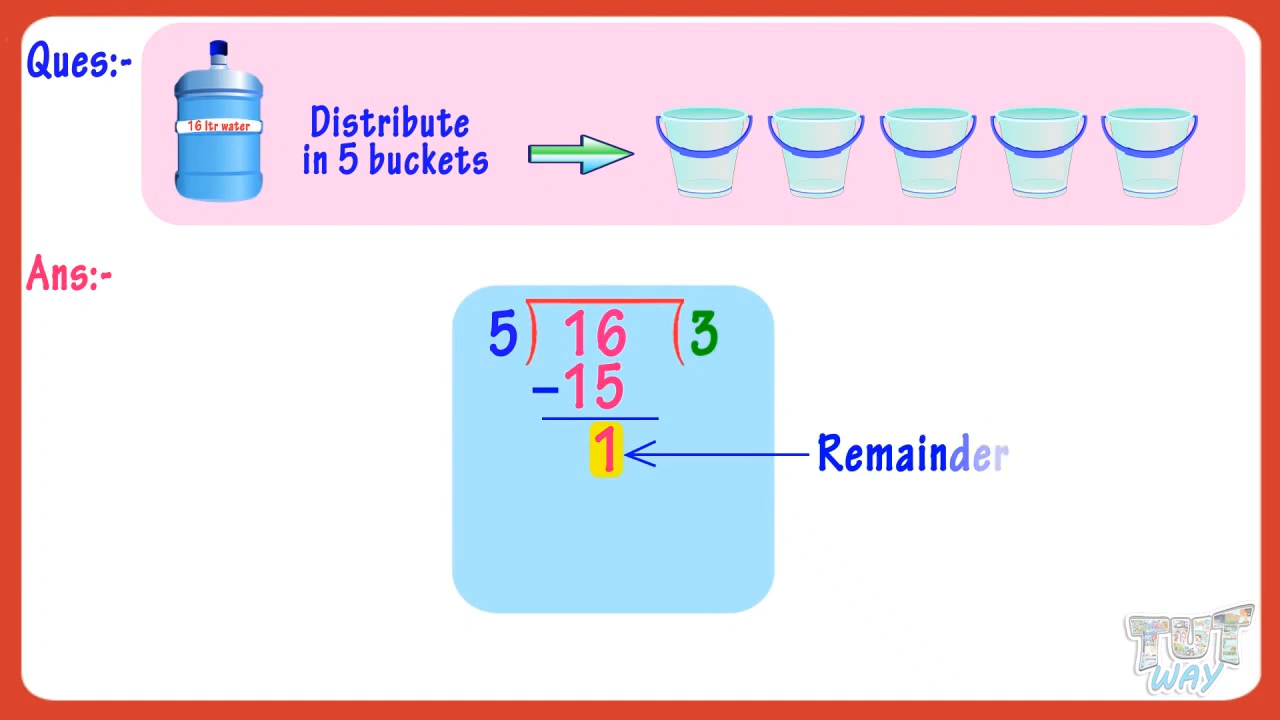 Ques:-
16 ltr water
Distribute
in 5 buckets
Ans:-
5) 16 (3
-15
1
Remainder
TUT
WAY